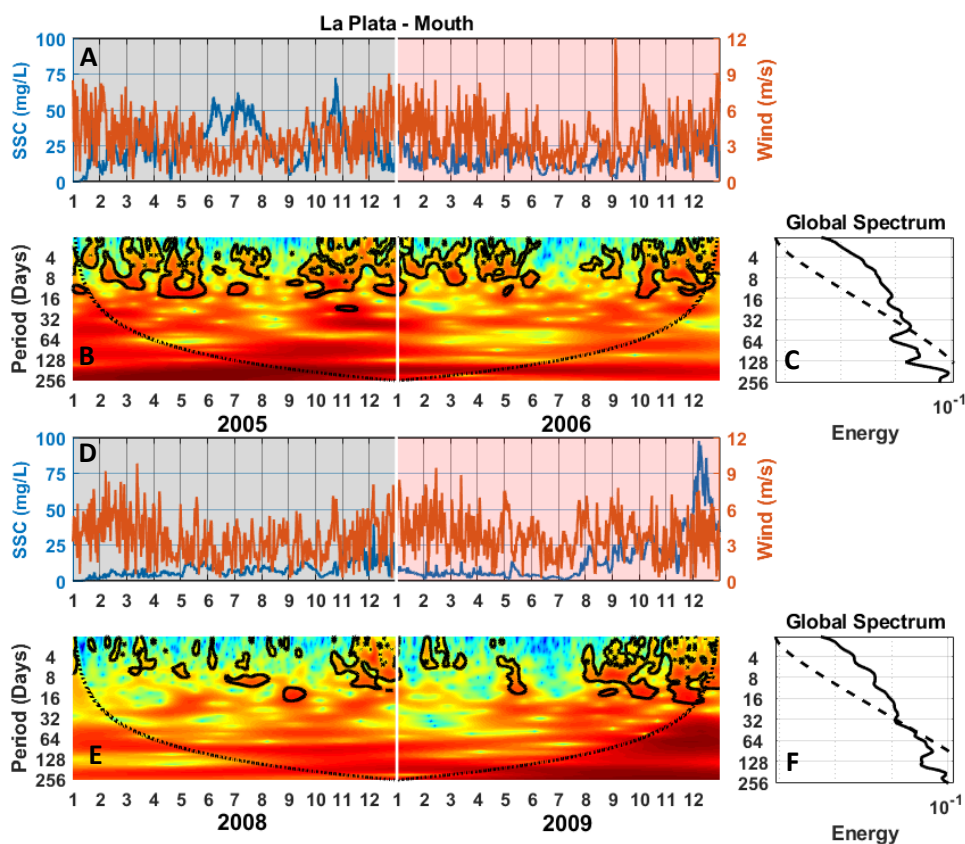 La Plata - Mouth
A
SSC (mg/L)
100
75
50
25
0
Wind (m/s)
12
9
6
3
0
1 2 3 4 5 6 7 8 9 10 11 12 1 2 3 4 5 6 7 8 9 10 11 12
B
Period (Days)
4
8
16
32
64
128
256
1 2 3 4 5 6 7 8 9 10 11 12 1 2 3 4 5 6 7 8 9 10 11 12
2005 2006
Global Spectrum
C
4
8
16
32
64
128
256
10-1
Energy
D
SSC (mg/L)
100
75
50
25
0
Wind (m/s)
12
9
6
3
0
1 2 3 4 5 6 7 8 9 10 11 12 1 2 3 4 5 6 7 8 9 10 11 12
E
Period (Days)
4
8
16
32
64
128
256
1 2 3 4 5 6 7 8 9 10 11 12 1 2 3 4 5 6 7 8 9 10 11 12
2008 2009
Global Spectrum
F
4
8
16
32
64
128
256
10-1
Energy